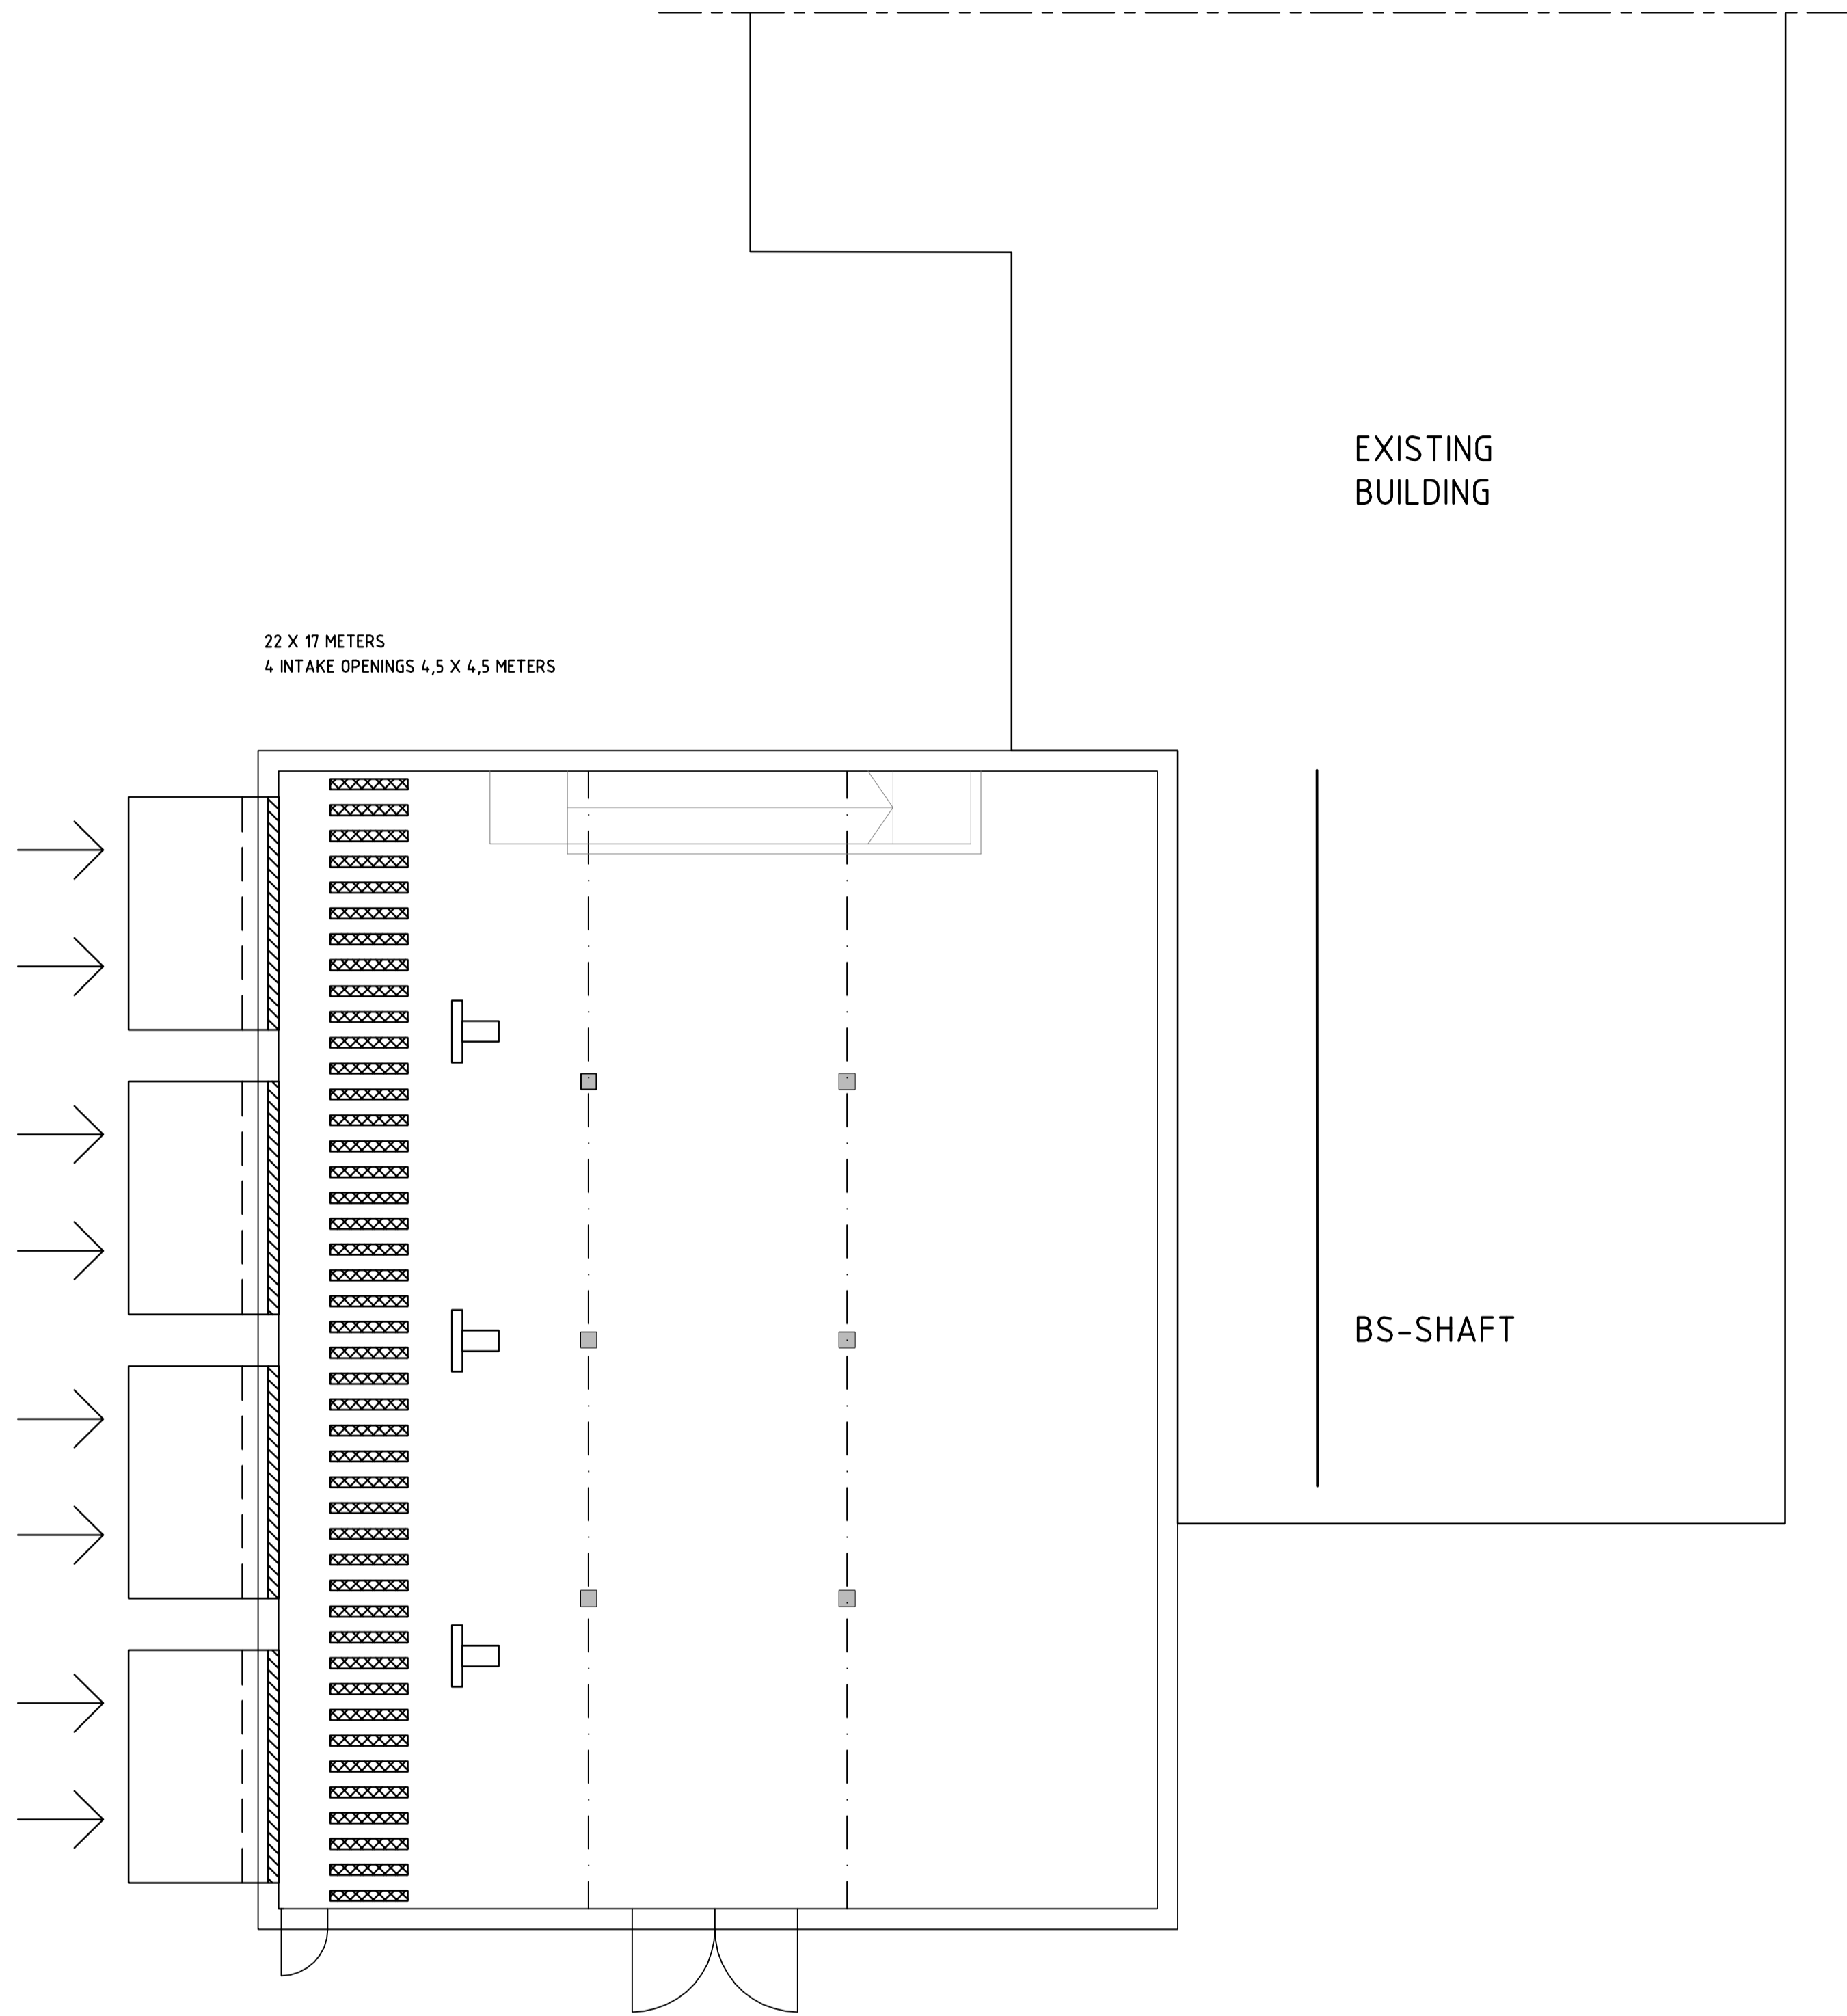 EXISTING
BUILDING
22 X 17 METERS
4 INTAKE OPENINGS 4,5 X 4,5 METERS
BS-SHAFT